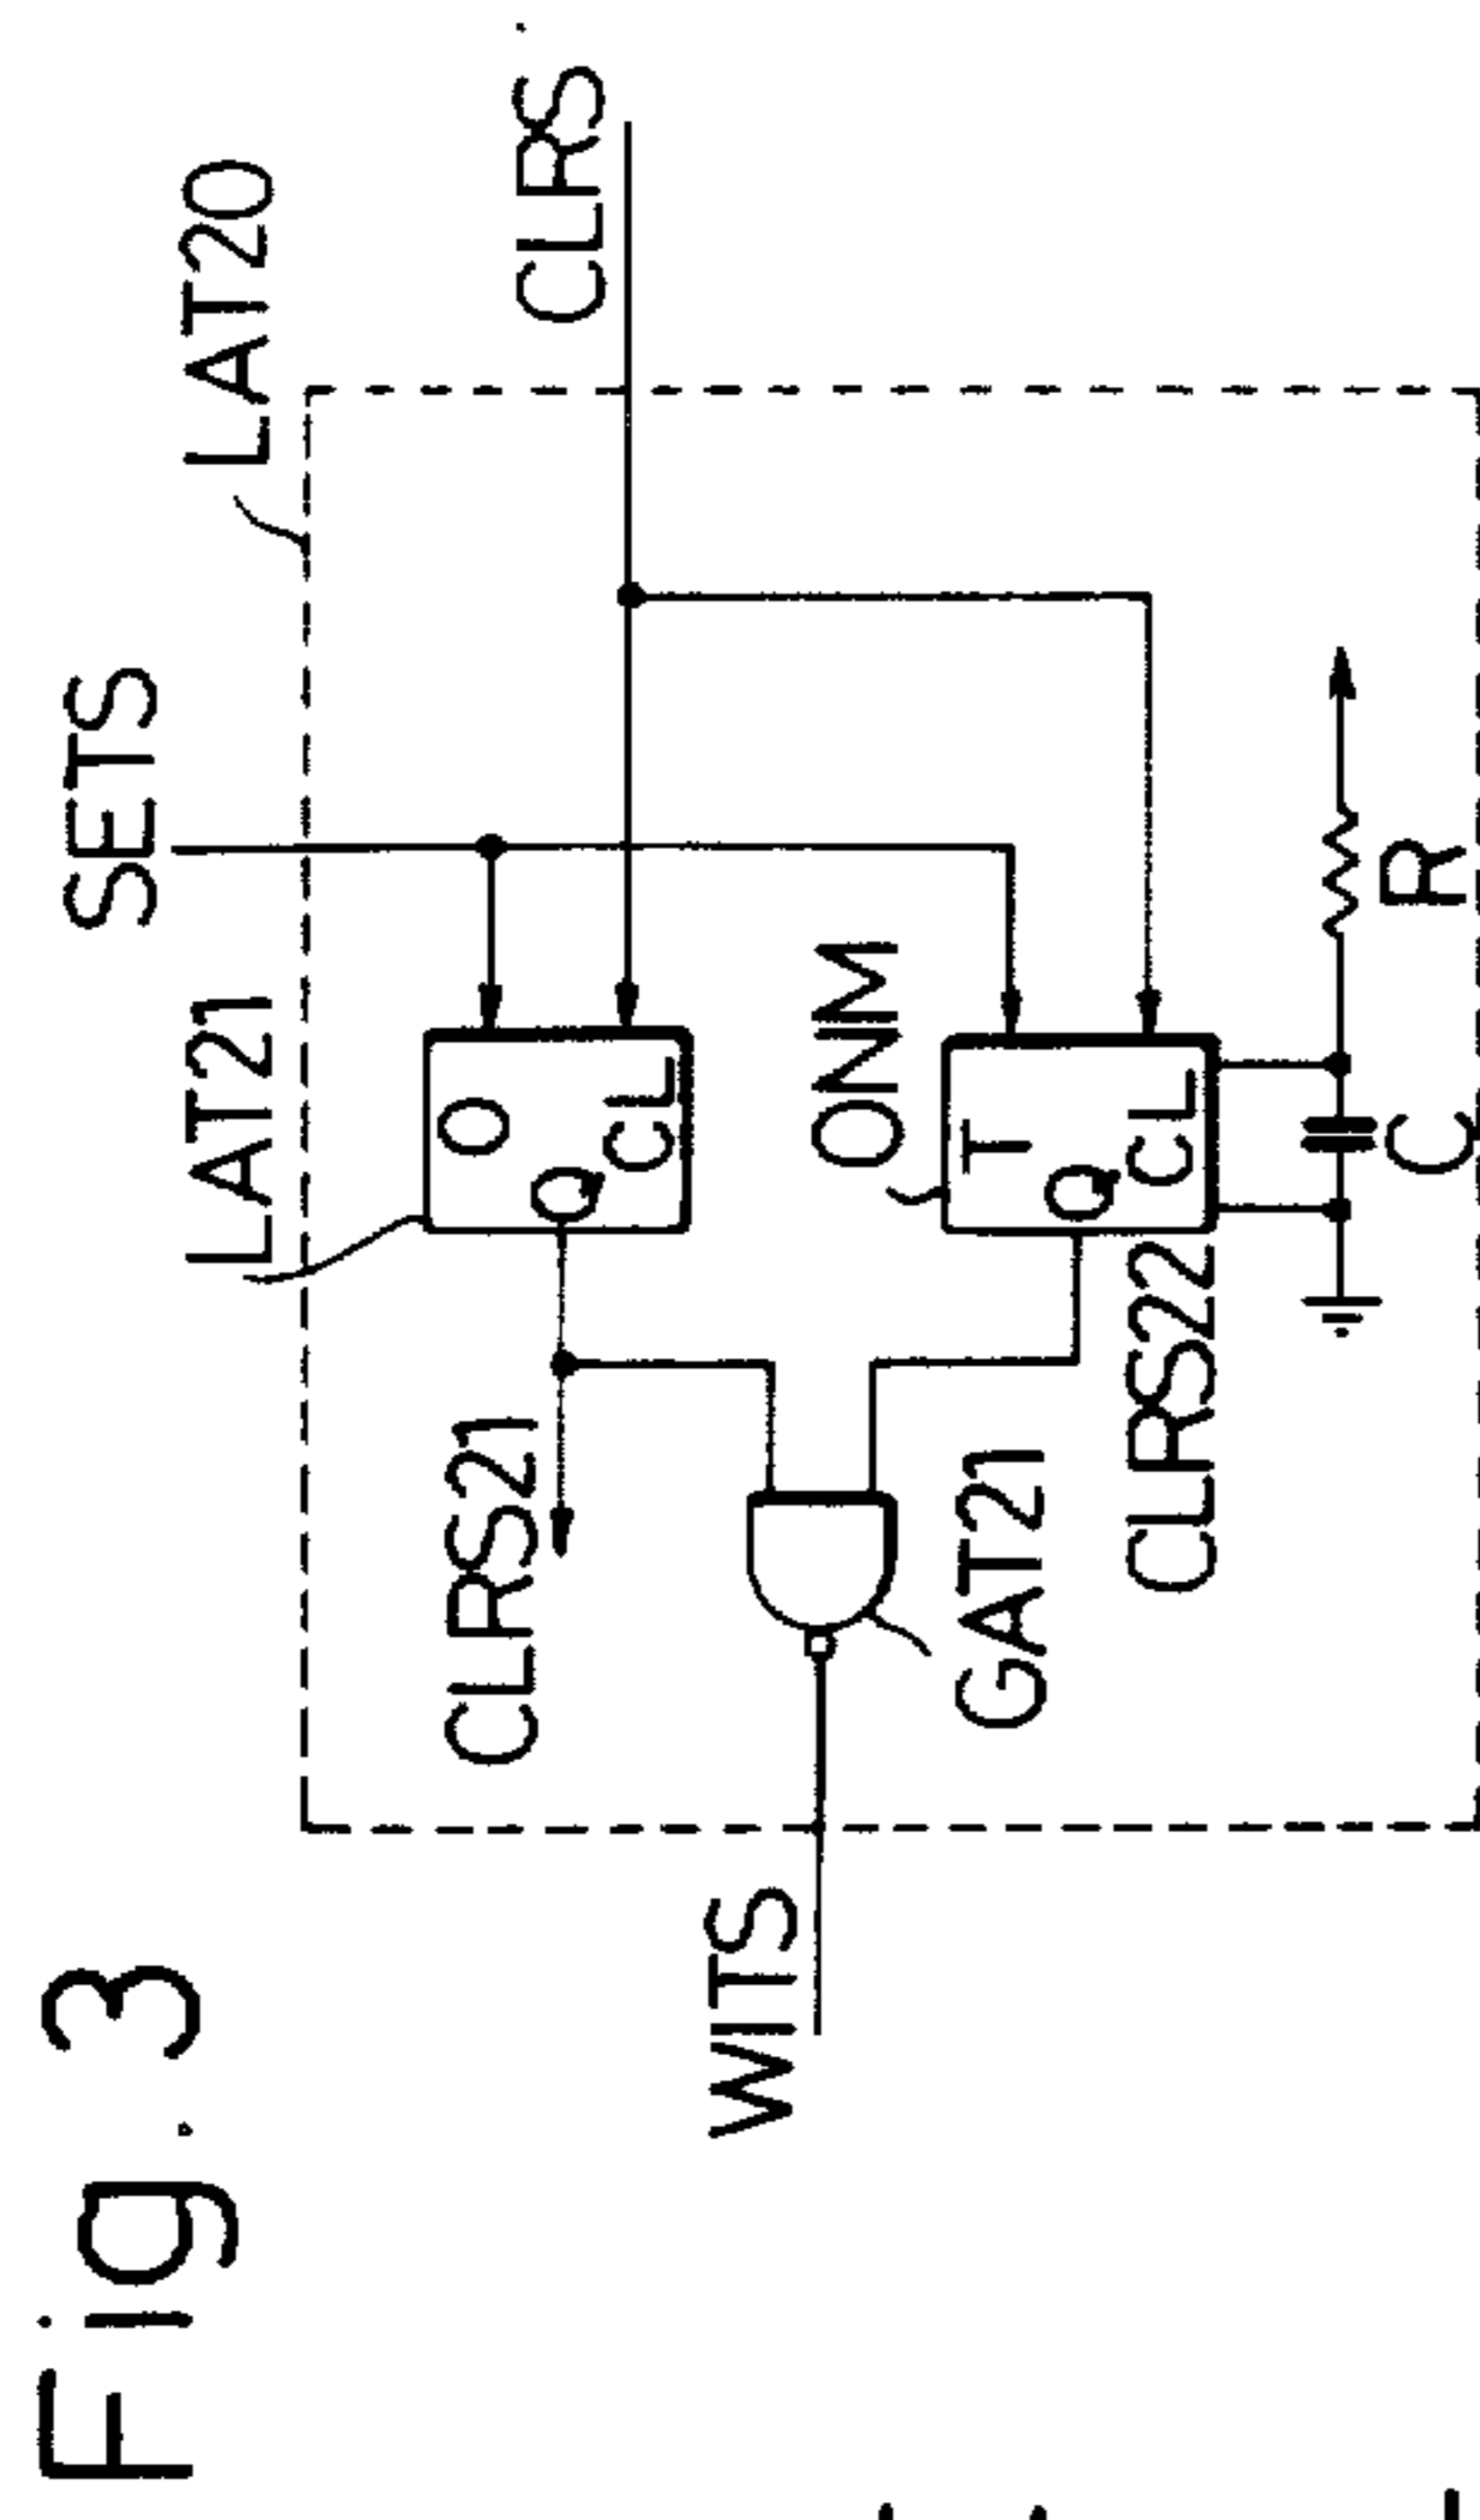 Fig. 3
SETS
LAT21
LAT20
CLRS
O
Q
CL
CLRS21
ONM
T
Q
CL
WITS
GAT21
CLRS22
C
R